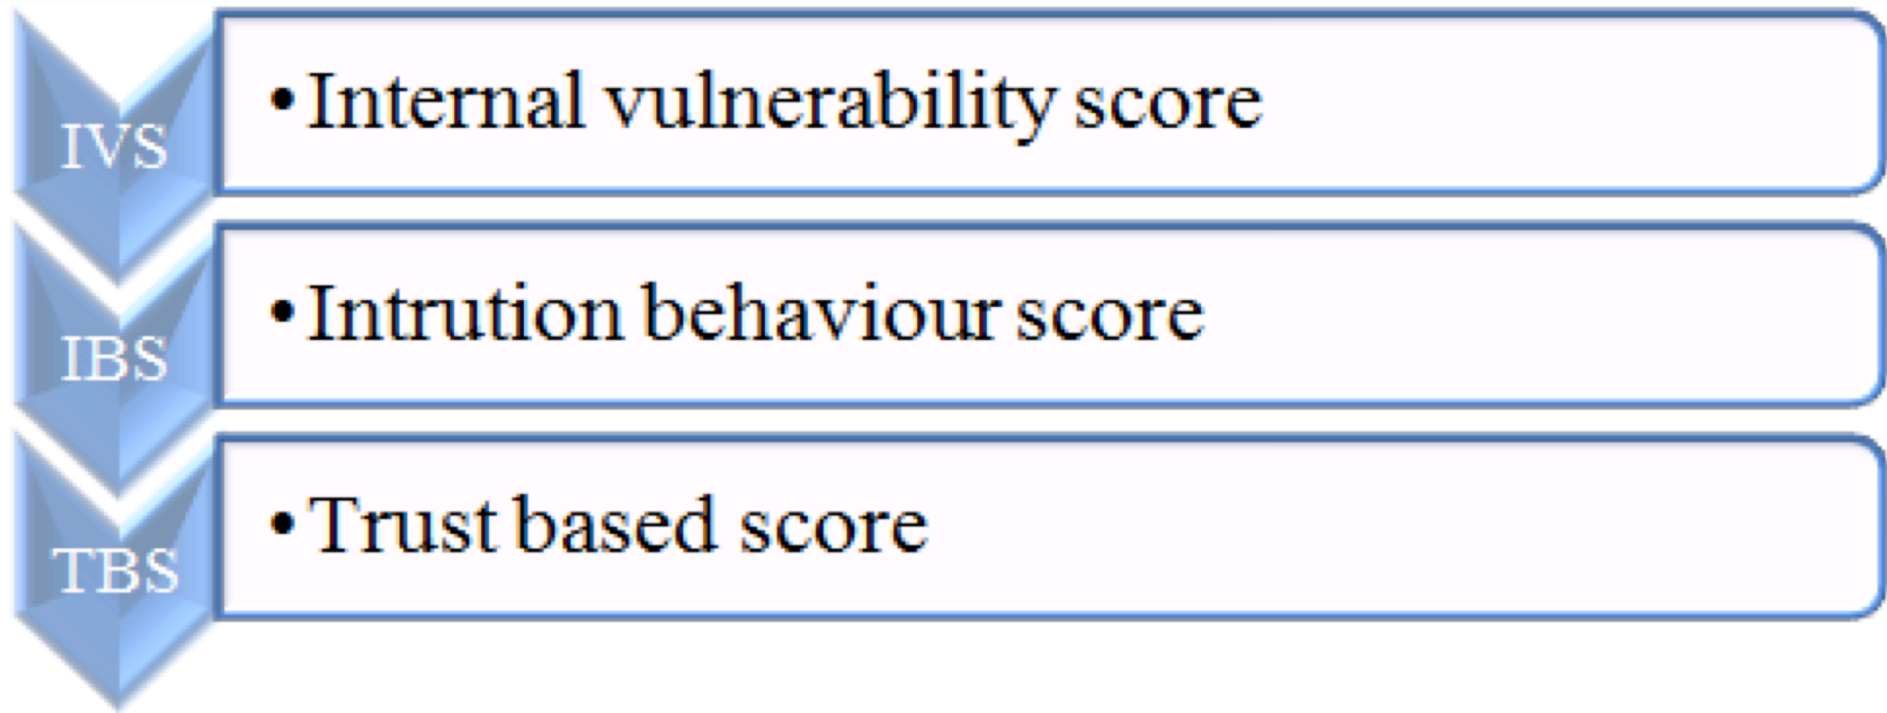 IVS
•Internal vulnerability score
IBS
•Intrution behaviour score
TBS
•Trust based score